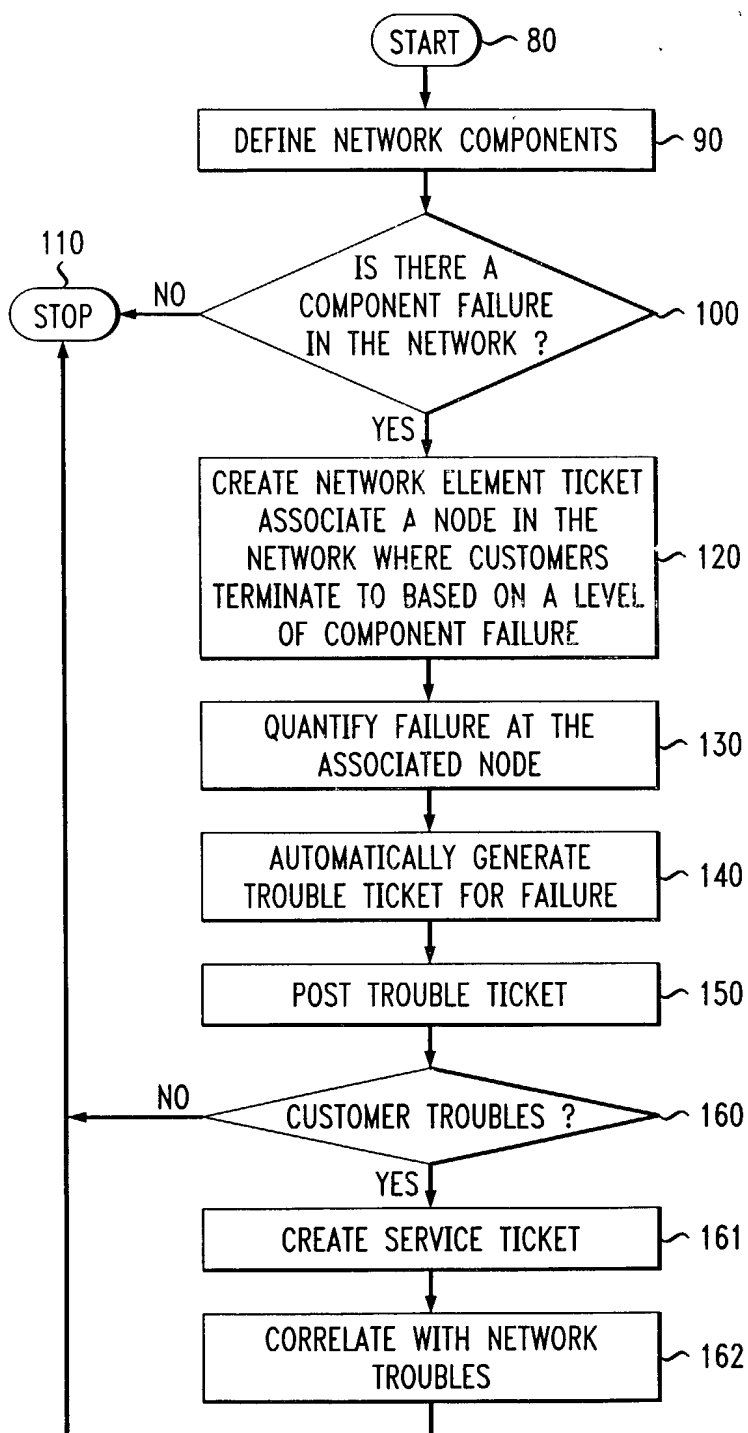 START 80
DEFINE NETWORK COMPONENTS 90
110
STOP
NO
IS THERE A
COMPONENT FAILURE
IN THE NETWORK ?
100
YES
CREATE NETWORK ELEMENT TICKET
ASSOCIATE A NODE IN THE
NETWORK WHERE CUSTOMERS
TERMINATE TO BASED ON A LEVEL
OF COMPONENT FAILURE
120
QUANTIFY FAILURE AT THE
ASSOCIATED NODE
130
AUTOMATICALLY GENERATE
TROUBLE TICKET FOR FAILURE
140
POST TROUBLE TICKET 150
NO
CUSTOMER TROUBLES ? 160
YES
CREATE SERVICE TICKET 161
CORRELATE WITH NETWORK
TROUBLES
162